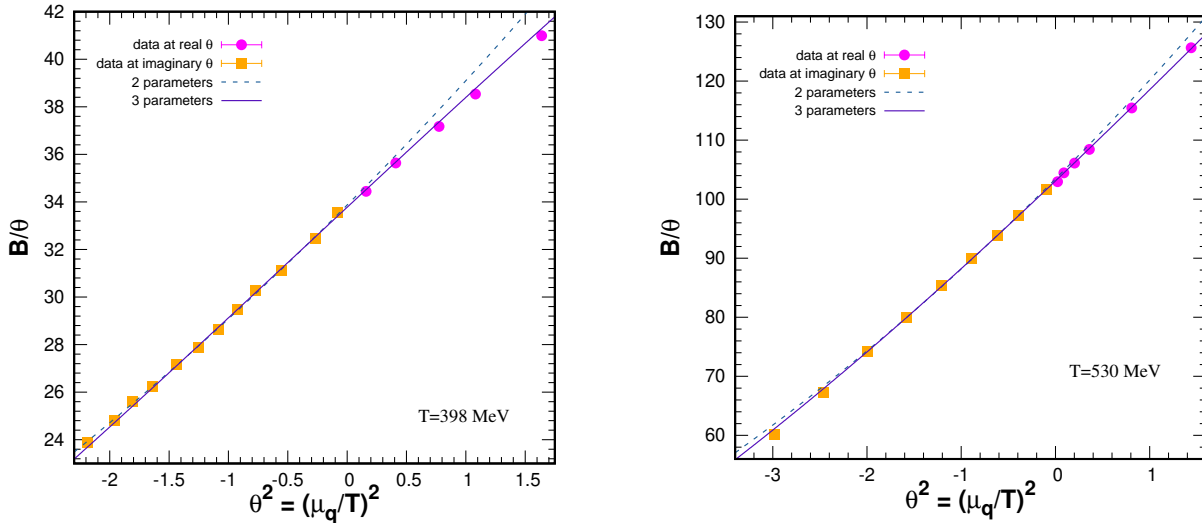 42
40
38
36
34
32
30
28
26
24
B/θ
data at real θ
data at imaginary θ
2 parameters
3 parameters
T=398 MeV
-2 -1.5 -1 -0.5 0 0.5 1 1.5
θ² = (μq/T)²
130
120
110
100
90
80
70
60
B/θ
data at real θ
data at imaginary θ
2 parameters
3 parameters
T=530 MeV
-3 -2 -1 0 1
θ² = (μq/T)²